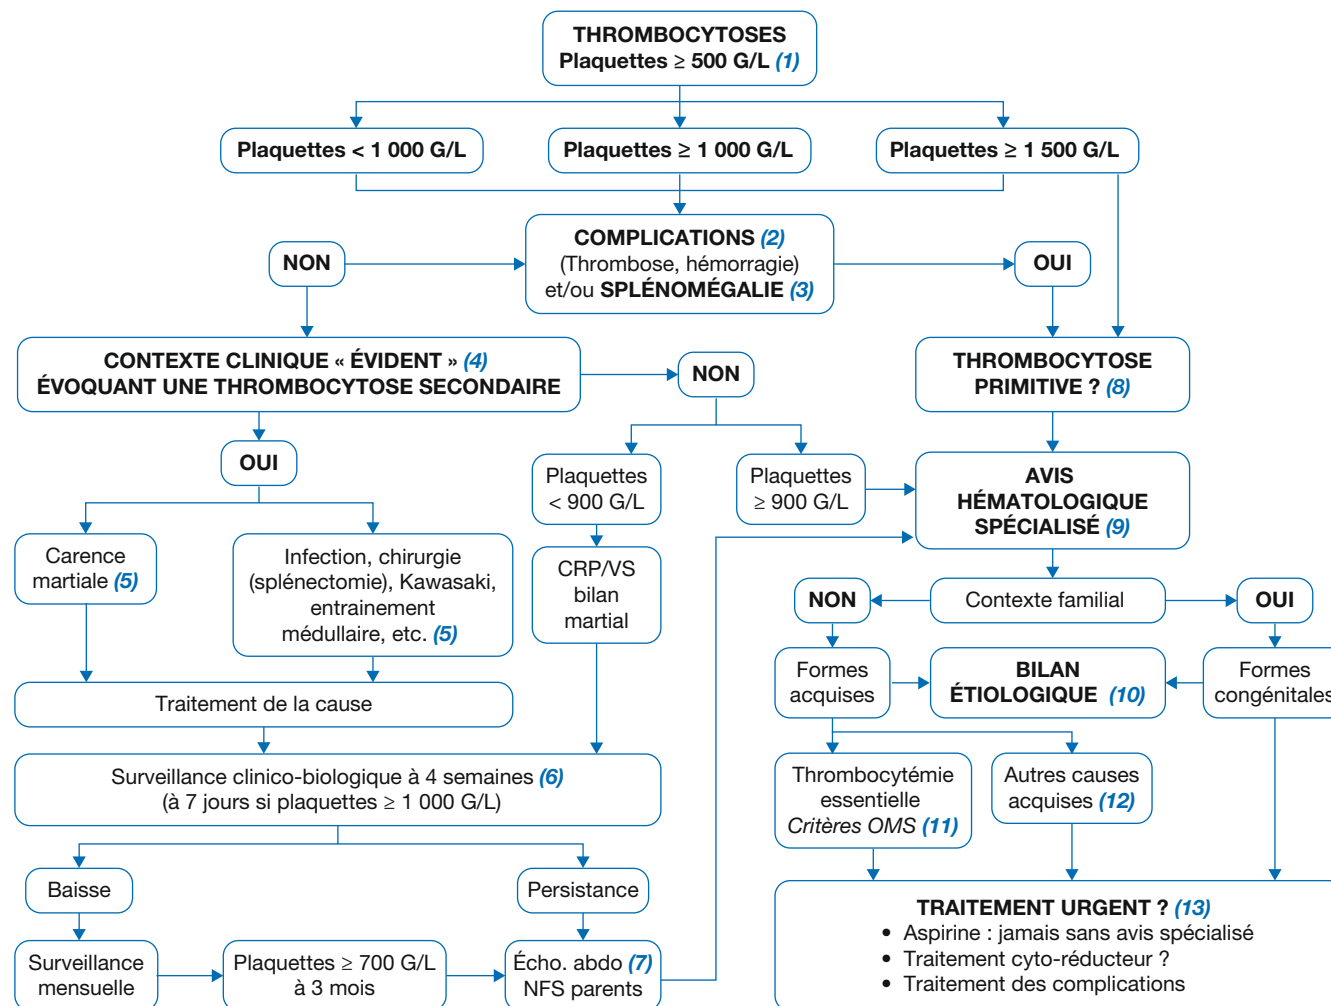 THROMBOCYTOSES
Plaquettes ≥ 500 G/L (1)
Plaquettes < 1 000 G/L
Plaquettes ≥ 1 000 G/L
Plaquettes ≥ 1 500 G/L
COMPLICATIONS (2)
(Thrombose, hémorragie)
et/ou SPLÉNOMÉGALIE (3)
NON
OUI
CONTEXTE CLINIQUE « ÉVIDENT » (4)
ÉVOQUANT UNE THROMBOCYTOSE SECONDAIRE
NON
THROMBOCYTOSE
PRIMITIVE ? (8)
OUI
Plaquettes
< 900 G/L
Plaquettes
≥ 900 G/L
AVIS
HÉMATOLOGIQUE
SPÉCIALISÉ (9)
Carence
martiale (5)
Infection, chirurgie
(splénectomie), Kawasaki,
entrainement
médullaire, etc. (5)
CRP/VS
bilan
martial
NON
Contexte familial
OUI
Formes
acquises
BILAN
ÉTIOLOGIQUE (10)
Formes
congénitales
Traitement de la cause
Surveillance clinico-biologique à 4 semaines (6)
(à 7 jours si plaquettes ≥ 1 000 G/L)
Thrombocytémie
essentielle
Critères OMS (11)
Autres causes
acquises (12)
Baisse
Persistance
Surveillance
mensuelle
Plaquettes ≥ 700 G/L
à 3 mois
Écho. abdo (7)
NFS parents
TRAITEMENT URGENT ? (13)
• Aspirine : jamais sans avis spécialisé
• Traitement cyto-réducteur ?
• Traitement des complications